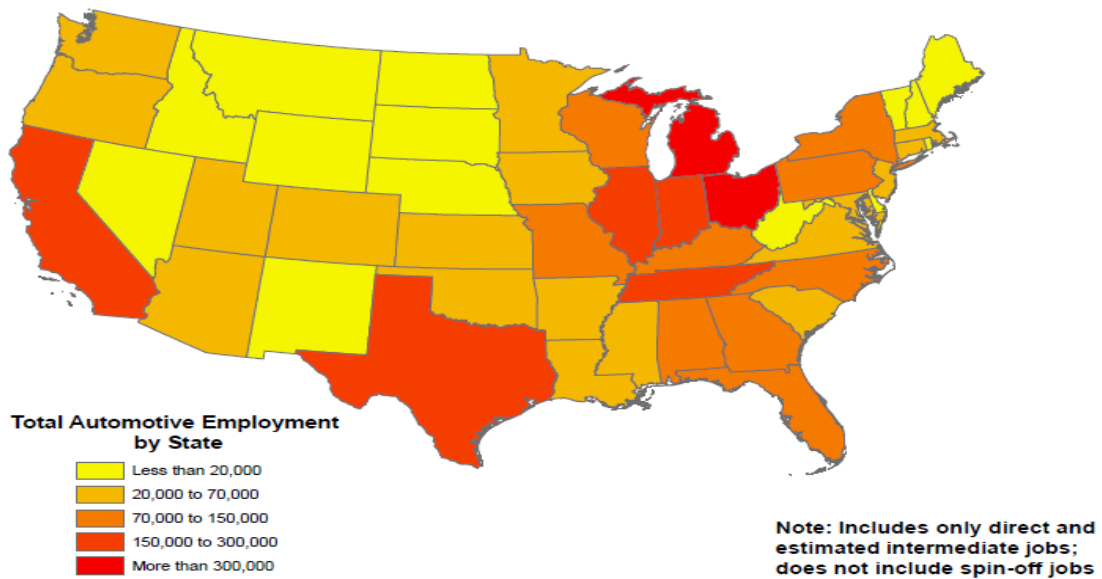 Total Automotive Employment
by State
Less than 20,000
20,000 to 70,000
70,000 to 150,000
150,000 to 300,000
More than 300,000
Note: Includes only direct and
estimated intermediate jobs;
does not include spin-off jobs